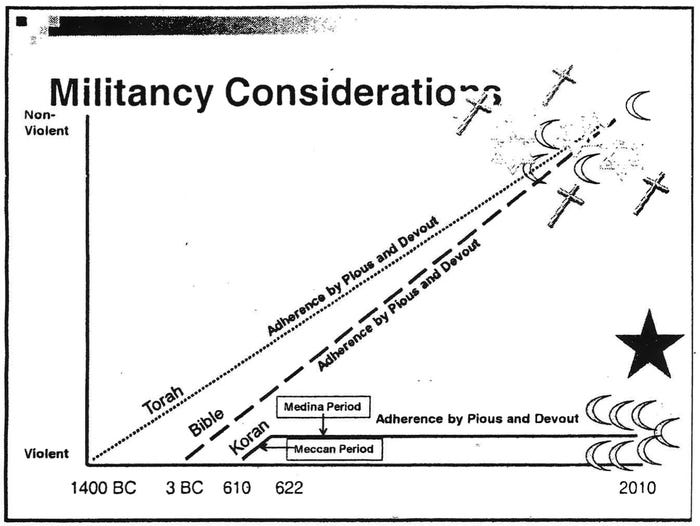 Militancy Considerations
Non-
Violent
Adherence by Pious and Devout
Adherence by Pious and Devout
Torah
Bible
Koran
Medina Period
Adherence by Pious and Devout
Meccan Period
Violent
1400 BC 3 BC 610 622 2010